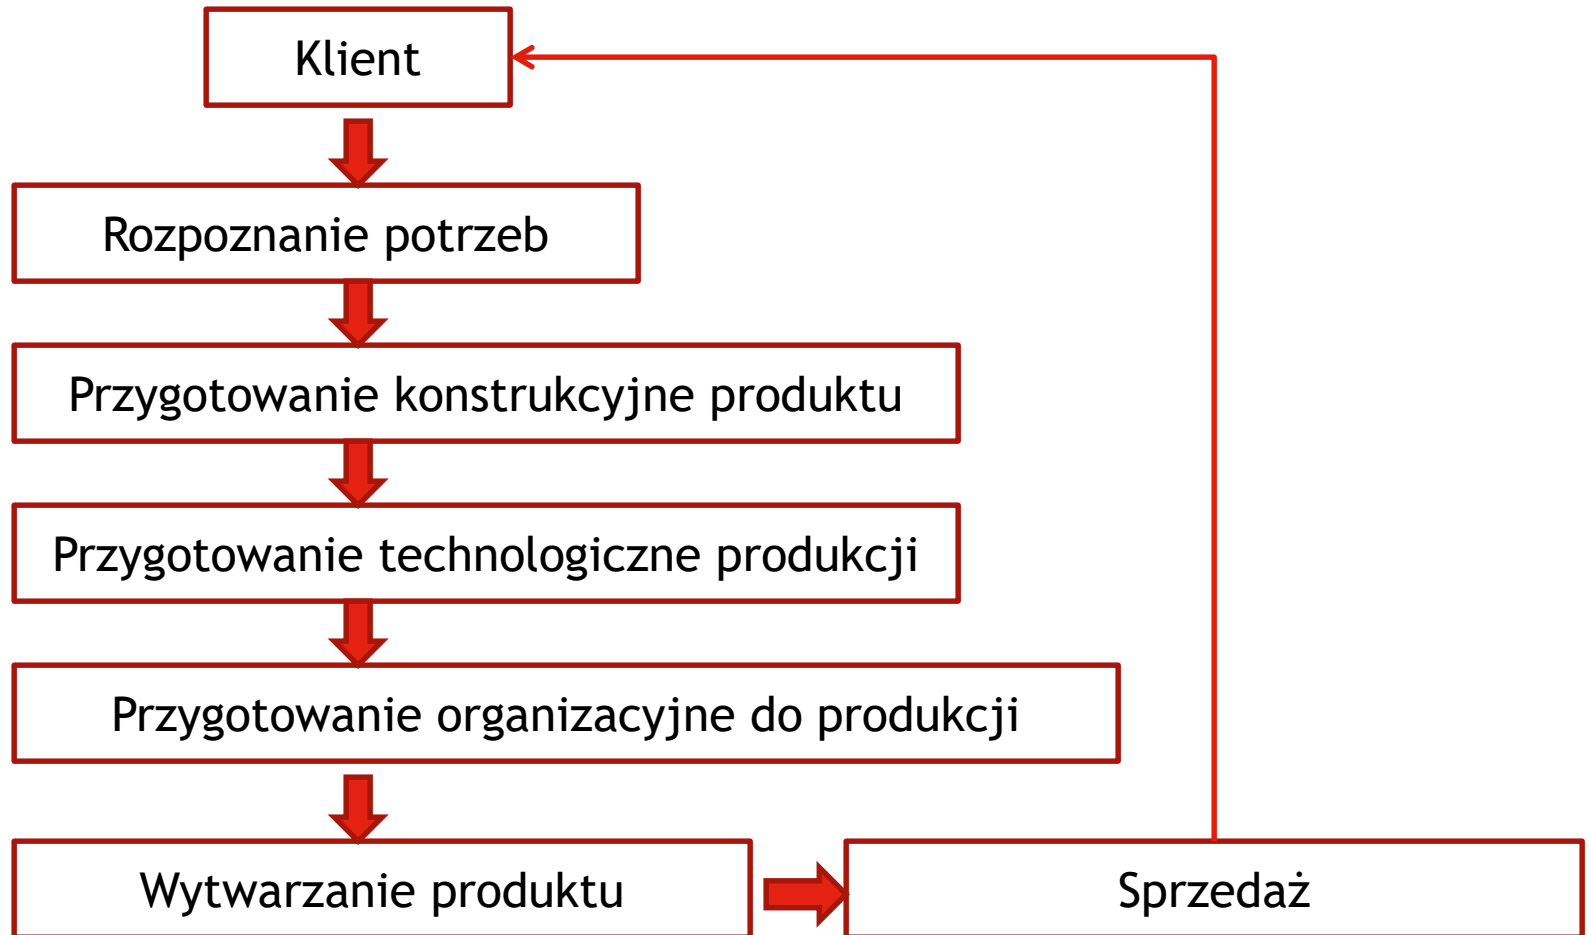 Klient
Rozpoznanie potrzeb
Przygotowanie konstrukcyjne produktu
Przygotowanie technologiczne produkcji
Przygotowanie organizacyjne do produkcji
Wytwarzanie produktu
Sprzedaż